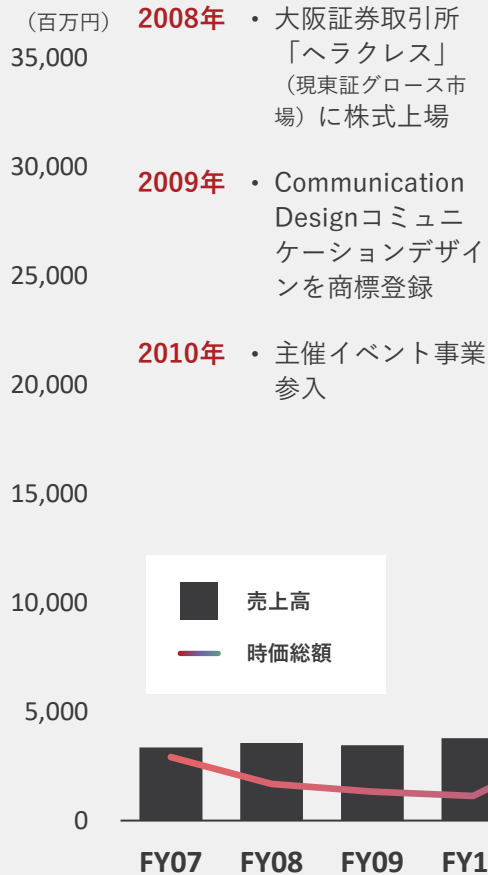 （百万円）
2008年 ・ 大阪証券取引所
「ヘラクレス」
（現東証グロース市
場）に株式上場
2009年 ・ Communication
Designコミュニ
ケーションデザイ
ンを商標登録
2010年 ・ 主催イベント事業
参入
35,000
30,000
25,000
20,000
15,000
10,000
5,000
0
売上高
時価総額
FY07 FY08 FY09 FY1